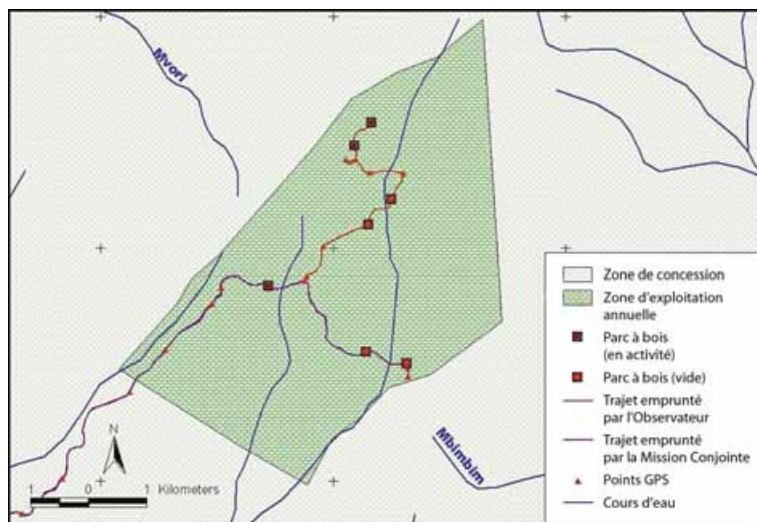 Mvori
Mbimbim
N
1 0 1 Kilometers
Zone de concession
Zone d'exploitation
annuelle
Parc à bois
(en activité)
Parc à bois (vide)
Trajet emprunté
par l'Observateur
Trajet emprunté
par la Mission Conjointe
Points GPS
Cours d'eau